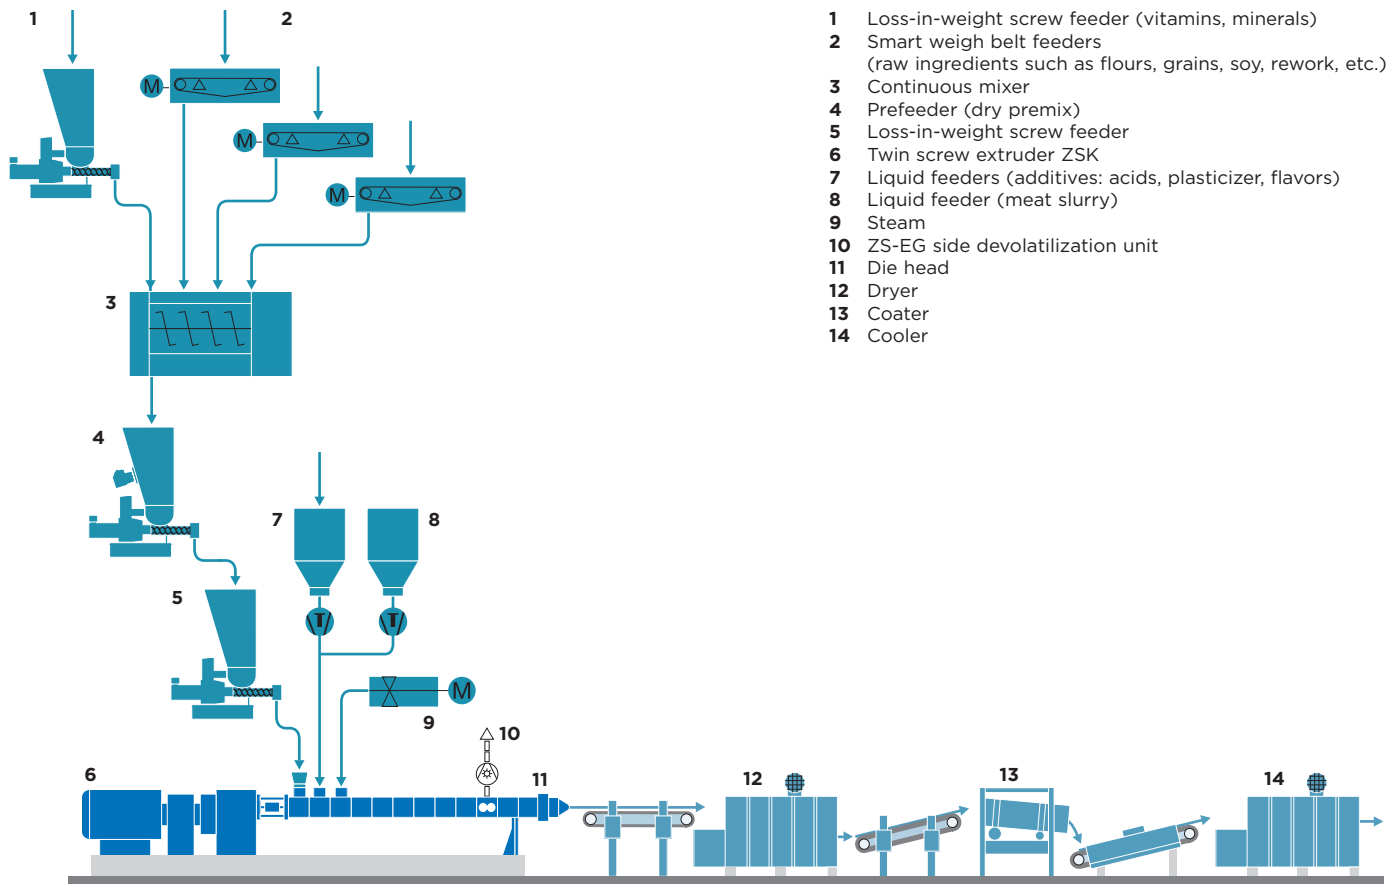 1 Loss-in-weight screw feeder (vitamins, minerals)
2 Smart weigh belt feeders
(raw ingredients such as flours, grains, soy, rework, etc.)
3 Continuous mixer
4 Prefeeder (dry premix)
5 Loss-in-weight screw feeder
6 Twin screw extruder ZSK
7 Liquid feeders (additives: acids, plasticizer, flavors)
8 Liquid feeder (meat slurry)
9 Steam
10 ZS-EG side devolatilization unit
11 Die head
12 Dryer
13 Coater
14 Cooler
1
2
M
M
M
3
4
7
8
5
T
T
M
9
10
6
11
12
13
14